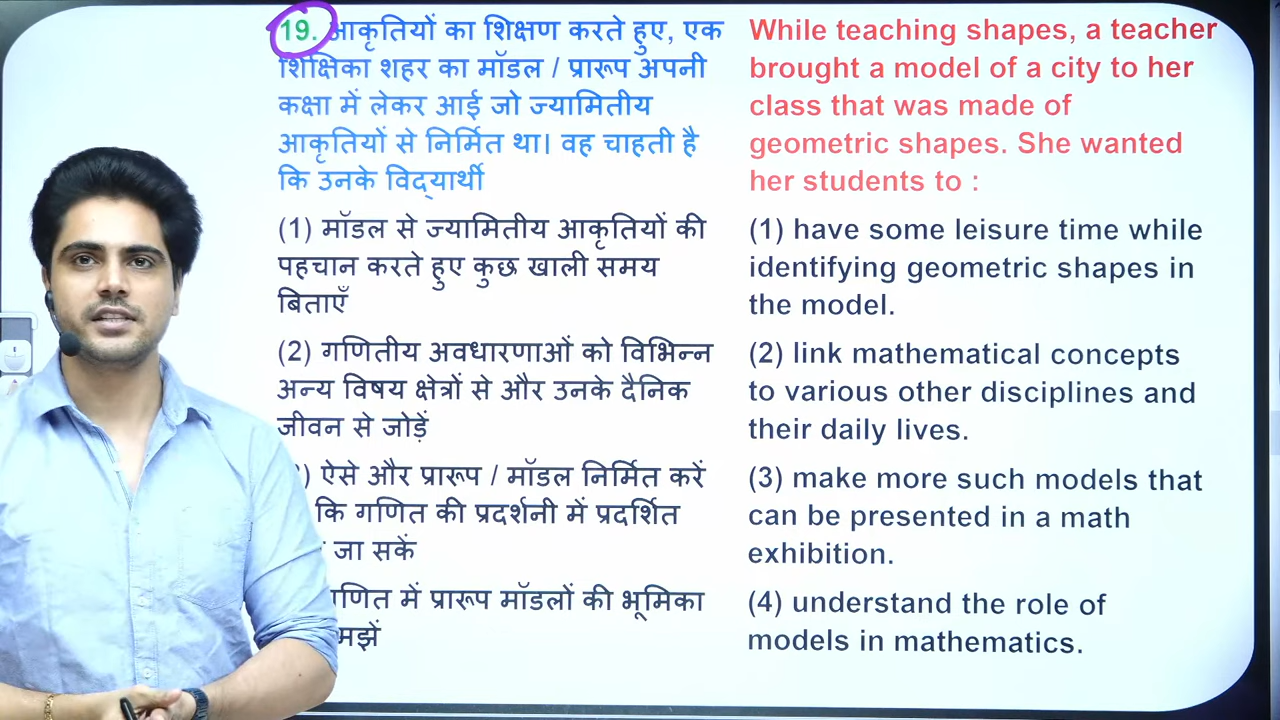 19. आकृतियों का शिक्षण करते हुए, एक
शिक्षिका शहर का मॉडल / प्रारूप अपनी
कक्षा में लेकर आई जो ज्यामितीय
आकृतियों से निर्मित था। वह चाहती है
कि उनके विद्यार्थी
(1) मॉडल से ज्यामितीय आकृतियों की
पहचान करते हुए कुछ खाली समय
बिताएँ
(2) गणितीय अवधारणाओं को विभिन्न
अन्य विषय क्षेत्रों से और उनके दैनिक
जीवन से जोड़ें
) ऐसे और प्रारूप / मॉडल निर्मित करें
कि गणित की प्रदर्शनी में प्रदर्शित
जा सकें
में प्रारूप मॉडलों की भूमिका
While teaching shapes, a teacher
brought a model of a city to her
class that was made of
geometric shapes. She wanted
her students to :
(1) have some leisure time while
identifying geometric shapes in
the model.
(2) link mathematical concepts
to various other disciplines and
their daily lives.
(3) make more such models that
can be presented in a math
exhibition.
(4) understand the role of
models in mathematics.